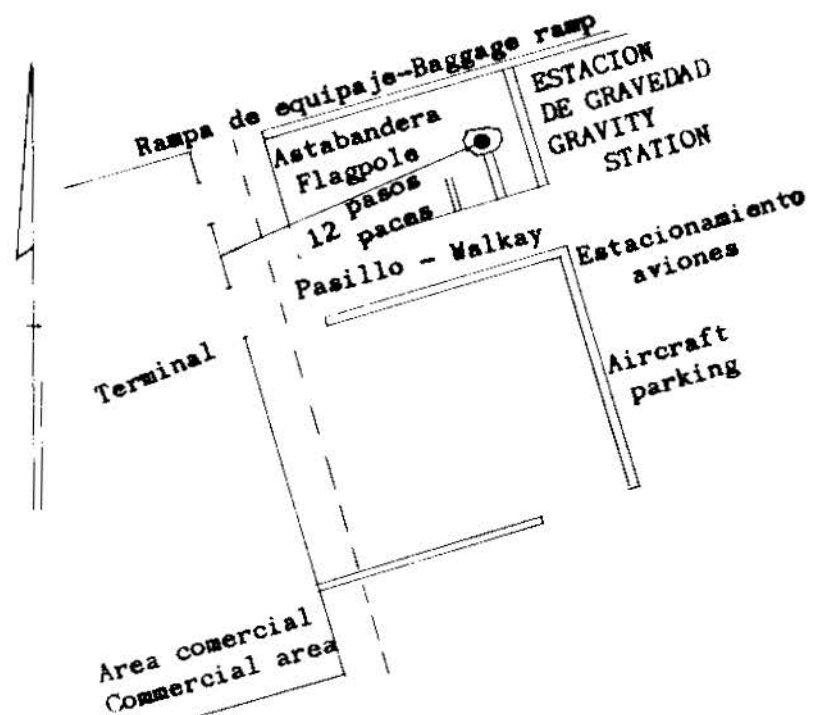 Rampa de equipaje-Baggage ramp
ESTACION
DE GRAVEDAD
GRAVITY
STATION
Astabandera
Flagpole
12 pasos
paces
Pasillo - Walkay
Estacionamiento
aviones
Terminal
Aircraft
parking
Area comercial
Commercial area